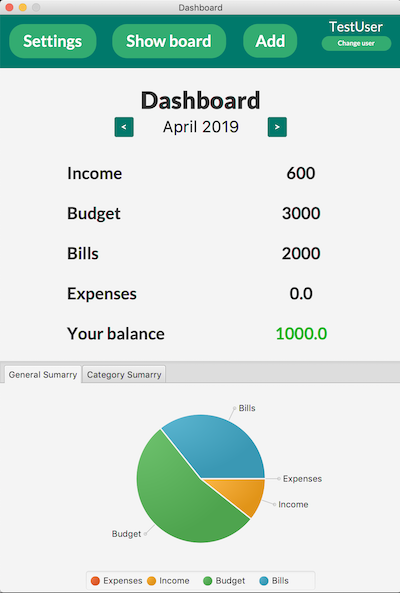 Dashboard
Settings Show board Add TestUser
Change user
Dashboard
< April 2019 >
Income 600
Budget 3000
Bills 2000
Expenses 0.0
Your balance 1000.0
General Sumarry Category Sumarry
Bills
Expenses
Income
Budget
Expenses Income Budget Bills